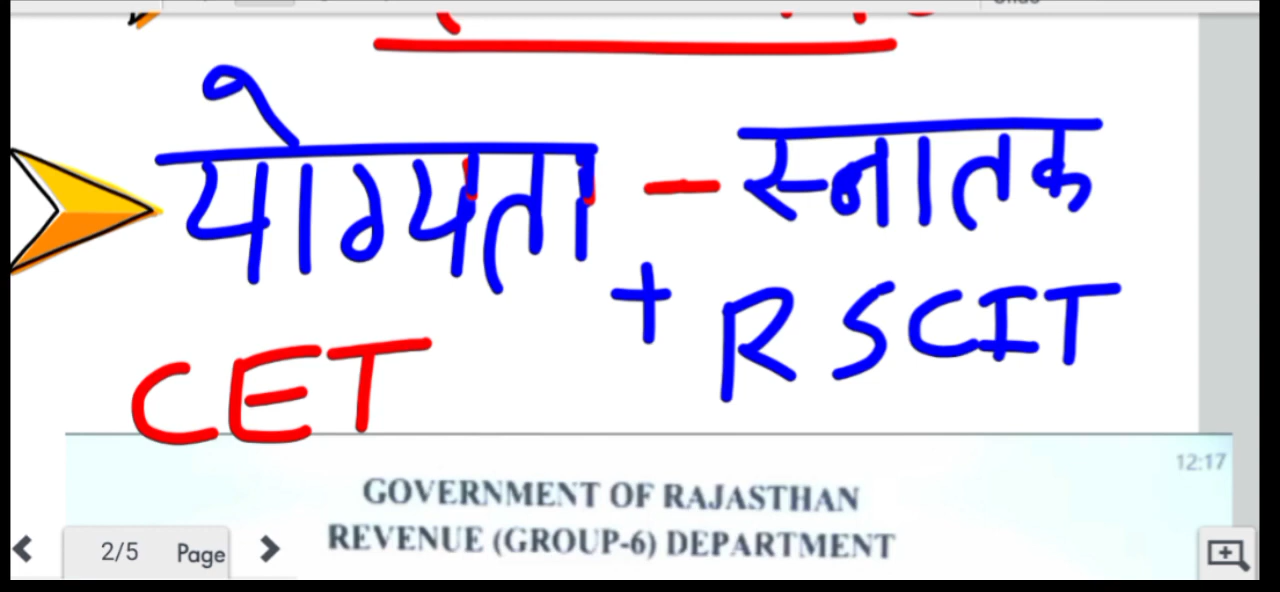 योग्यता - स्नातक
+ RSCIT
CET
12:17
GOVERNMENT OF RAJASTHAN
REVENUE (GROUP-6) DEPARTMENT
2/5 Page